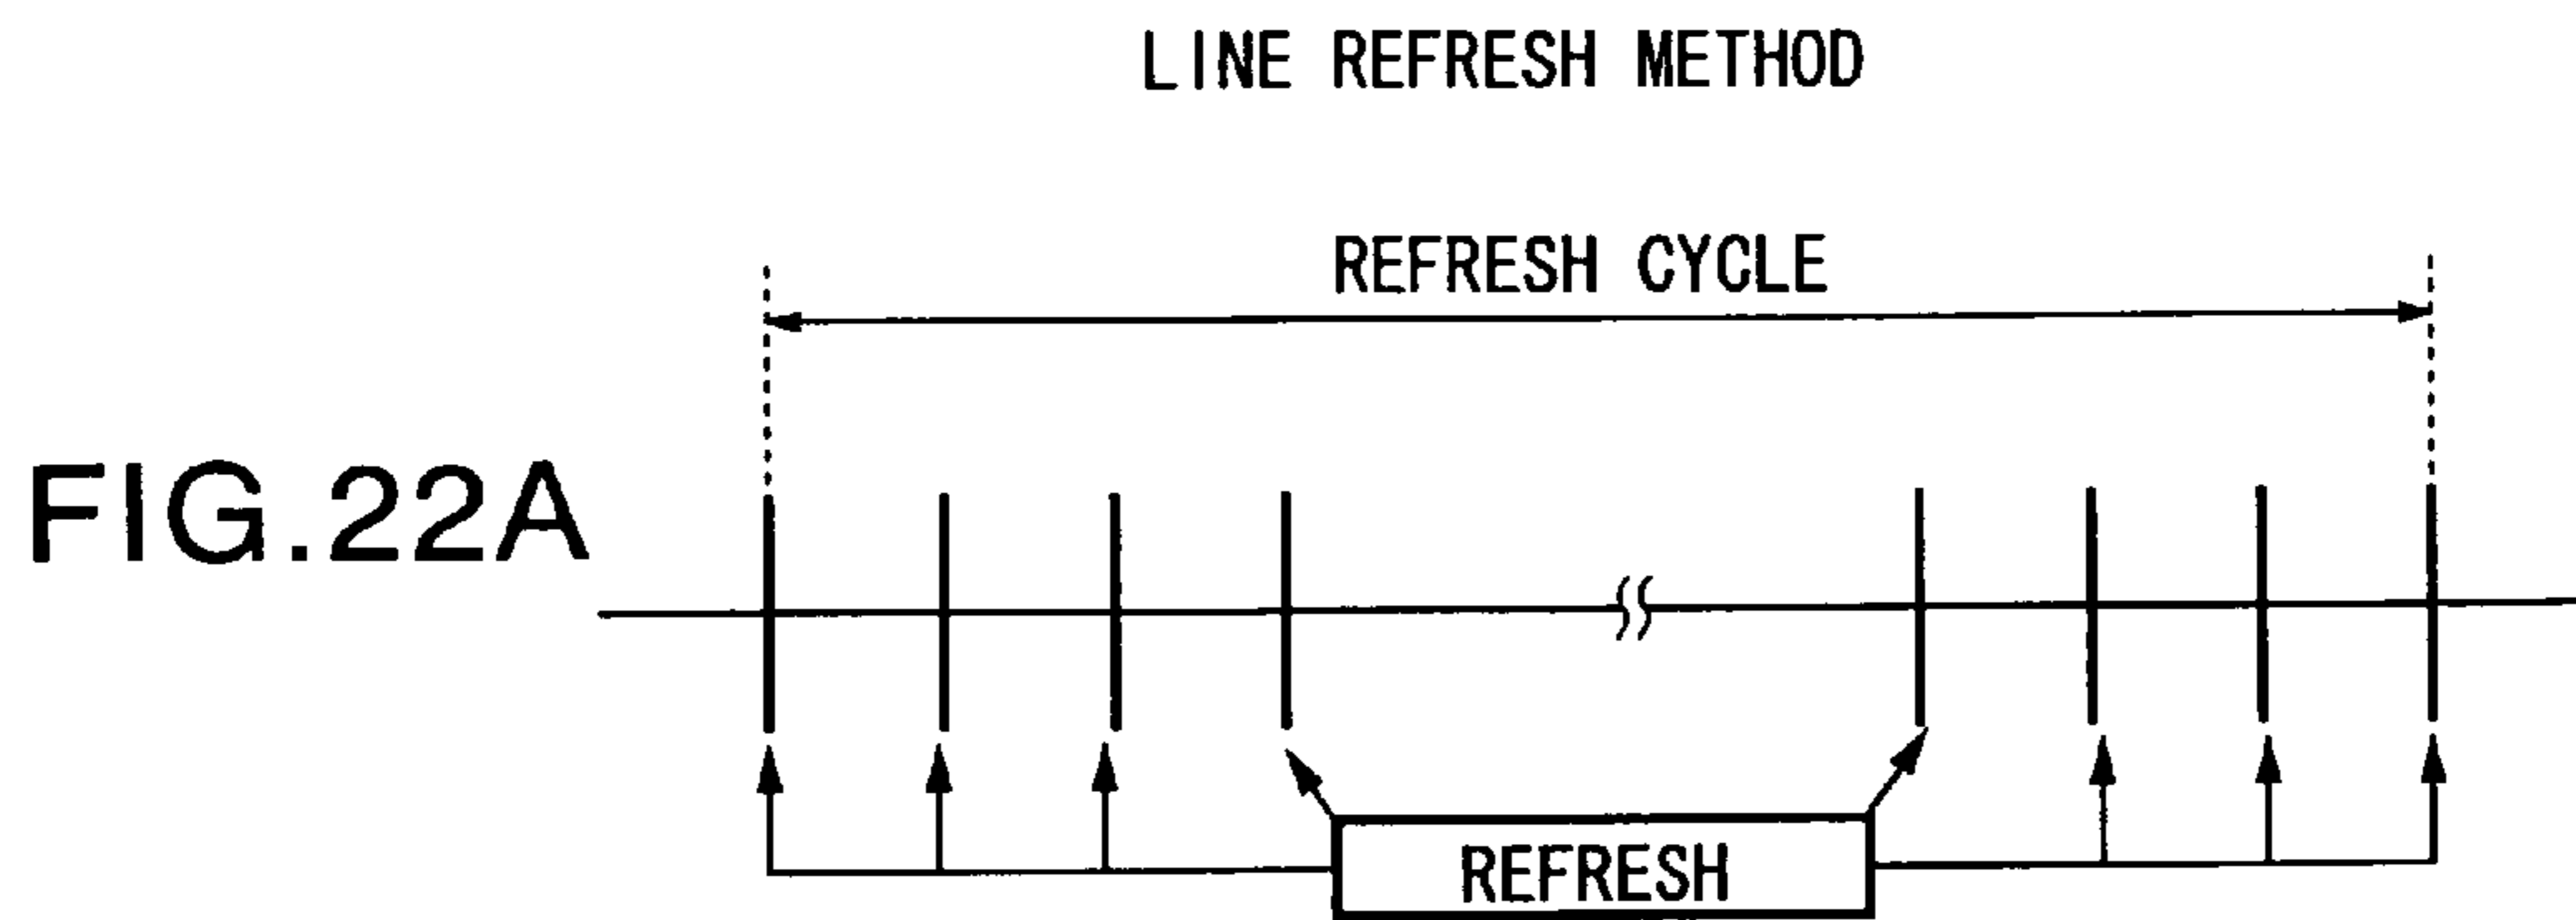 LINE REFRESH METHOD
REFRESH CYCLE
FIG.22A
REFRESH